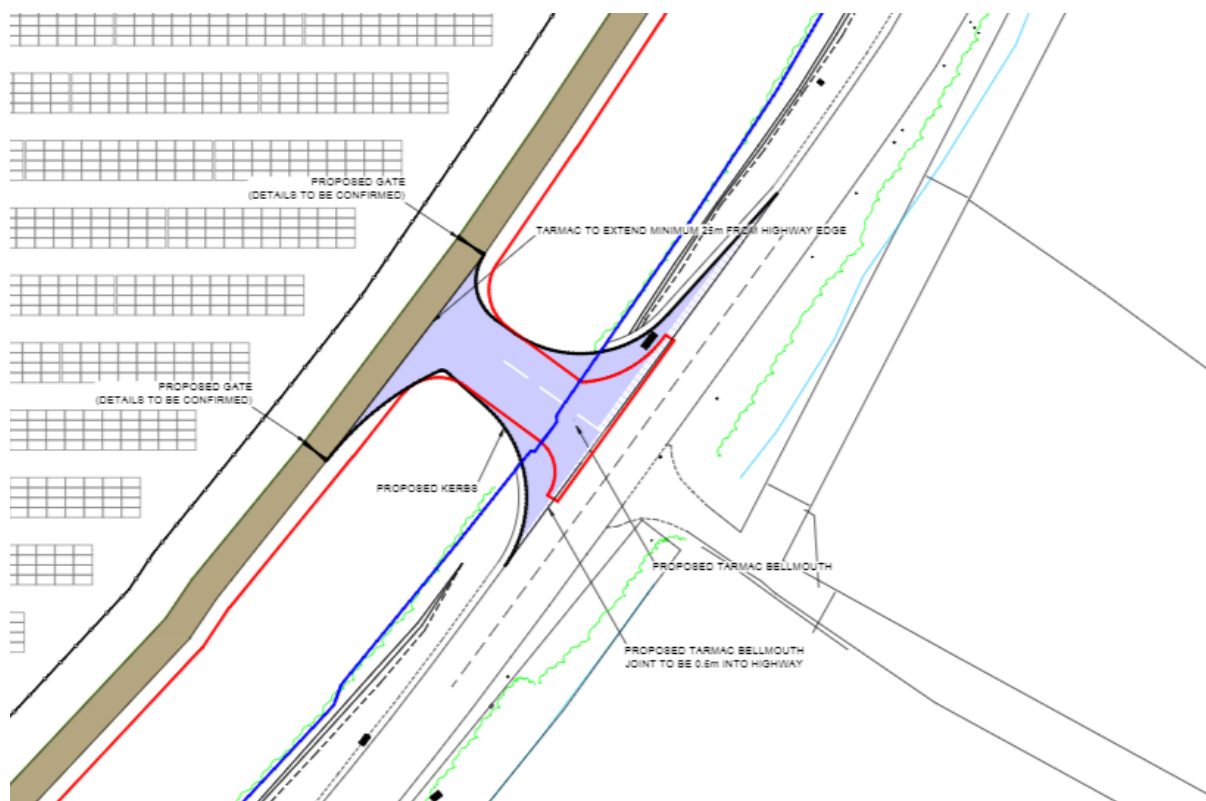 PROPOSED GATE
(DETAILS TO BE CONFIRMED)
TARMAC TO EXTEND MINIMUM 25m FROM HIGHWAY EDGE
PROPOSED GATE
(DETAILS TO BE CONFIRMED)
PROPOSED KERBS
PROPOSED TARMAC BELLMOUTH
PROPOSED TARMAC BELLMOUTH
JOINT TO BE 0.5m INTO HIGHWAY